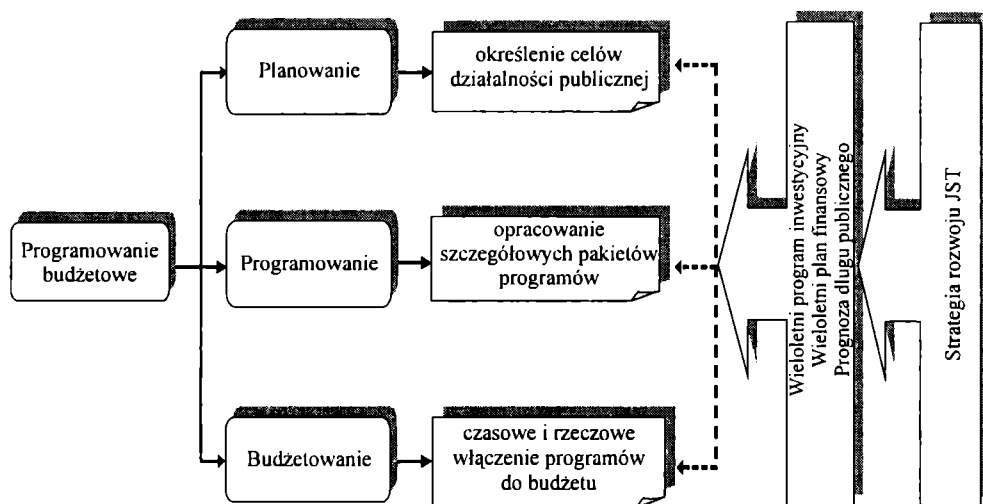 Planowanie
określenie celów
działalności publicznej
Programowanie
budżetowe
Programowanie
opracowanie
szczegółowych pakietów
programów
Budżetowanie
czasowe i rzeczowe
włączenie programów
do budżetu
Wieloletni program inwestycyjny
Wieloletni plan finansowy
Prognoza długu publicznego
Strategia rozwoju JST